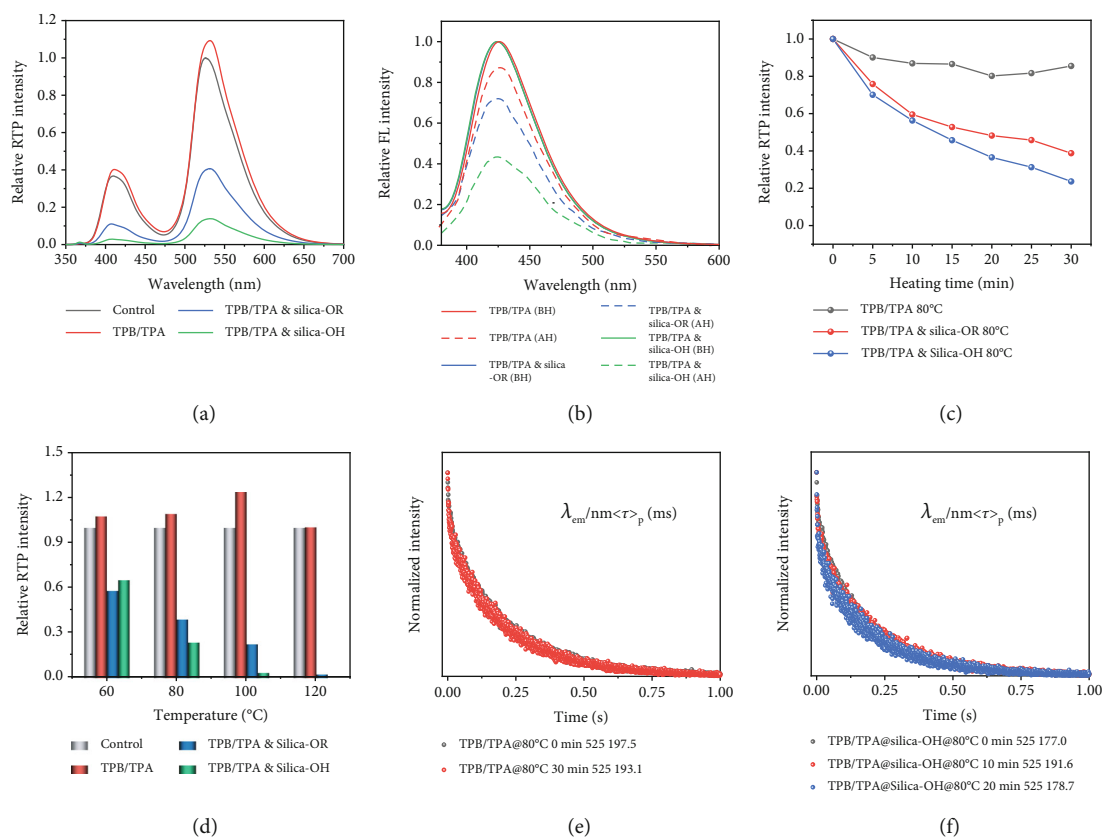 1.2
1.0
0.8
0.6
0.4
0.2
0.0
Relative RTP intensity
350 400 450 500 550 600 650 700
Wavelength (nm)
Control
TPB/TPA & silica-OR
TPB/TPA
TPB/TPA & silica-OH
(a)
1.0
0.8
0.6
0.4
0.2
0.0
Relative FL intensity
400 450 500 550 600
Wavelength (nm)
TPB/TPA (BH)
TPB/TPA (AH)
TPB/TPA & silica
-OR (BH)
TPB/TPA &
silica-OR (AH)
TPB/TPA &
silica-OH (BH)
TPB/TPA &
silica-OH (AH)
(b)
1.0
0.8
0.6
0.4
0.2
0.0
Relative RTP intensity
0 5 10 15 20 25 30
Heating time (min)
TPB/TPA 80°C
TPB/TPA & silica-OR 80°C
TPB/TPA & Silica-OH 80°C
(c)
1.5
1.2
0.9
0.6
0.3
0.0
Relative RTP intensity
60 80 100 120
Temperature (°C)
Control
TPB/TPA & Silica-OR
TPB/TPA
TPB/TPA & Silica-OH
(d)
Normalized intensity
λem/nm<τ>p (ms)
0.00 0.25 0.50 0.75 1.00
Time (s)
TPB/TPA@80°C 0 min 525 197.5
TPB/TPA@80°C 30 min 525 193.1
(e)
Normalized intensity
λem/nm<τ>p (ms)
0.00 0.25 0.50 0.75 1.00
Time (s)
TPB/TPA@silica-OH@80°C 0 min 525 177.0
TPB/TPA@silica-OH@80°C 10 min 525 191.6
TPB/TPA@Silica-OH@80°C 20 min 525 178.7
(f)